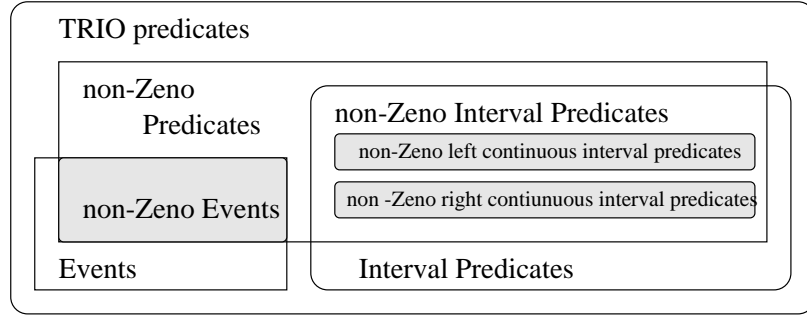 TRIO predicates
non-Zeno
Predicates
non-Zeno Interval Predicates
non-Zeno left continuous interval predicates
non -Zeno right contiunuous interval predicates
non-Zeno Events
Events
Interval Predicates